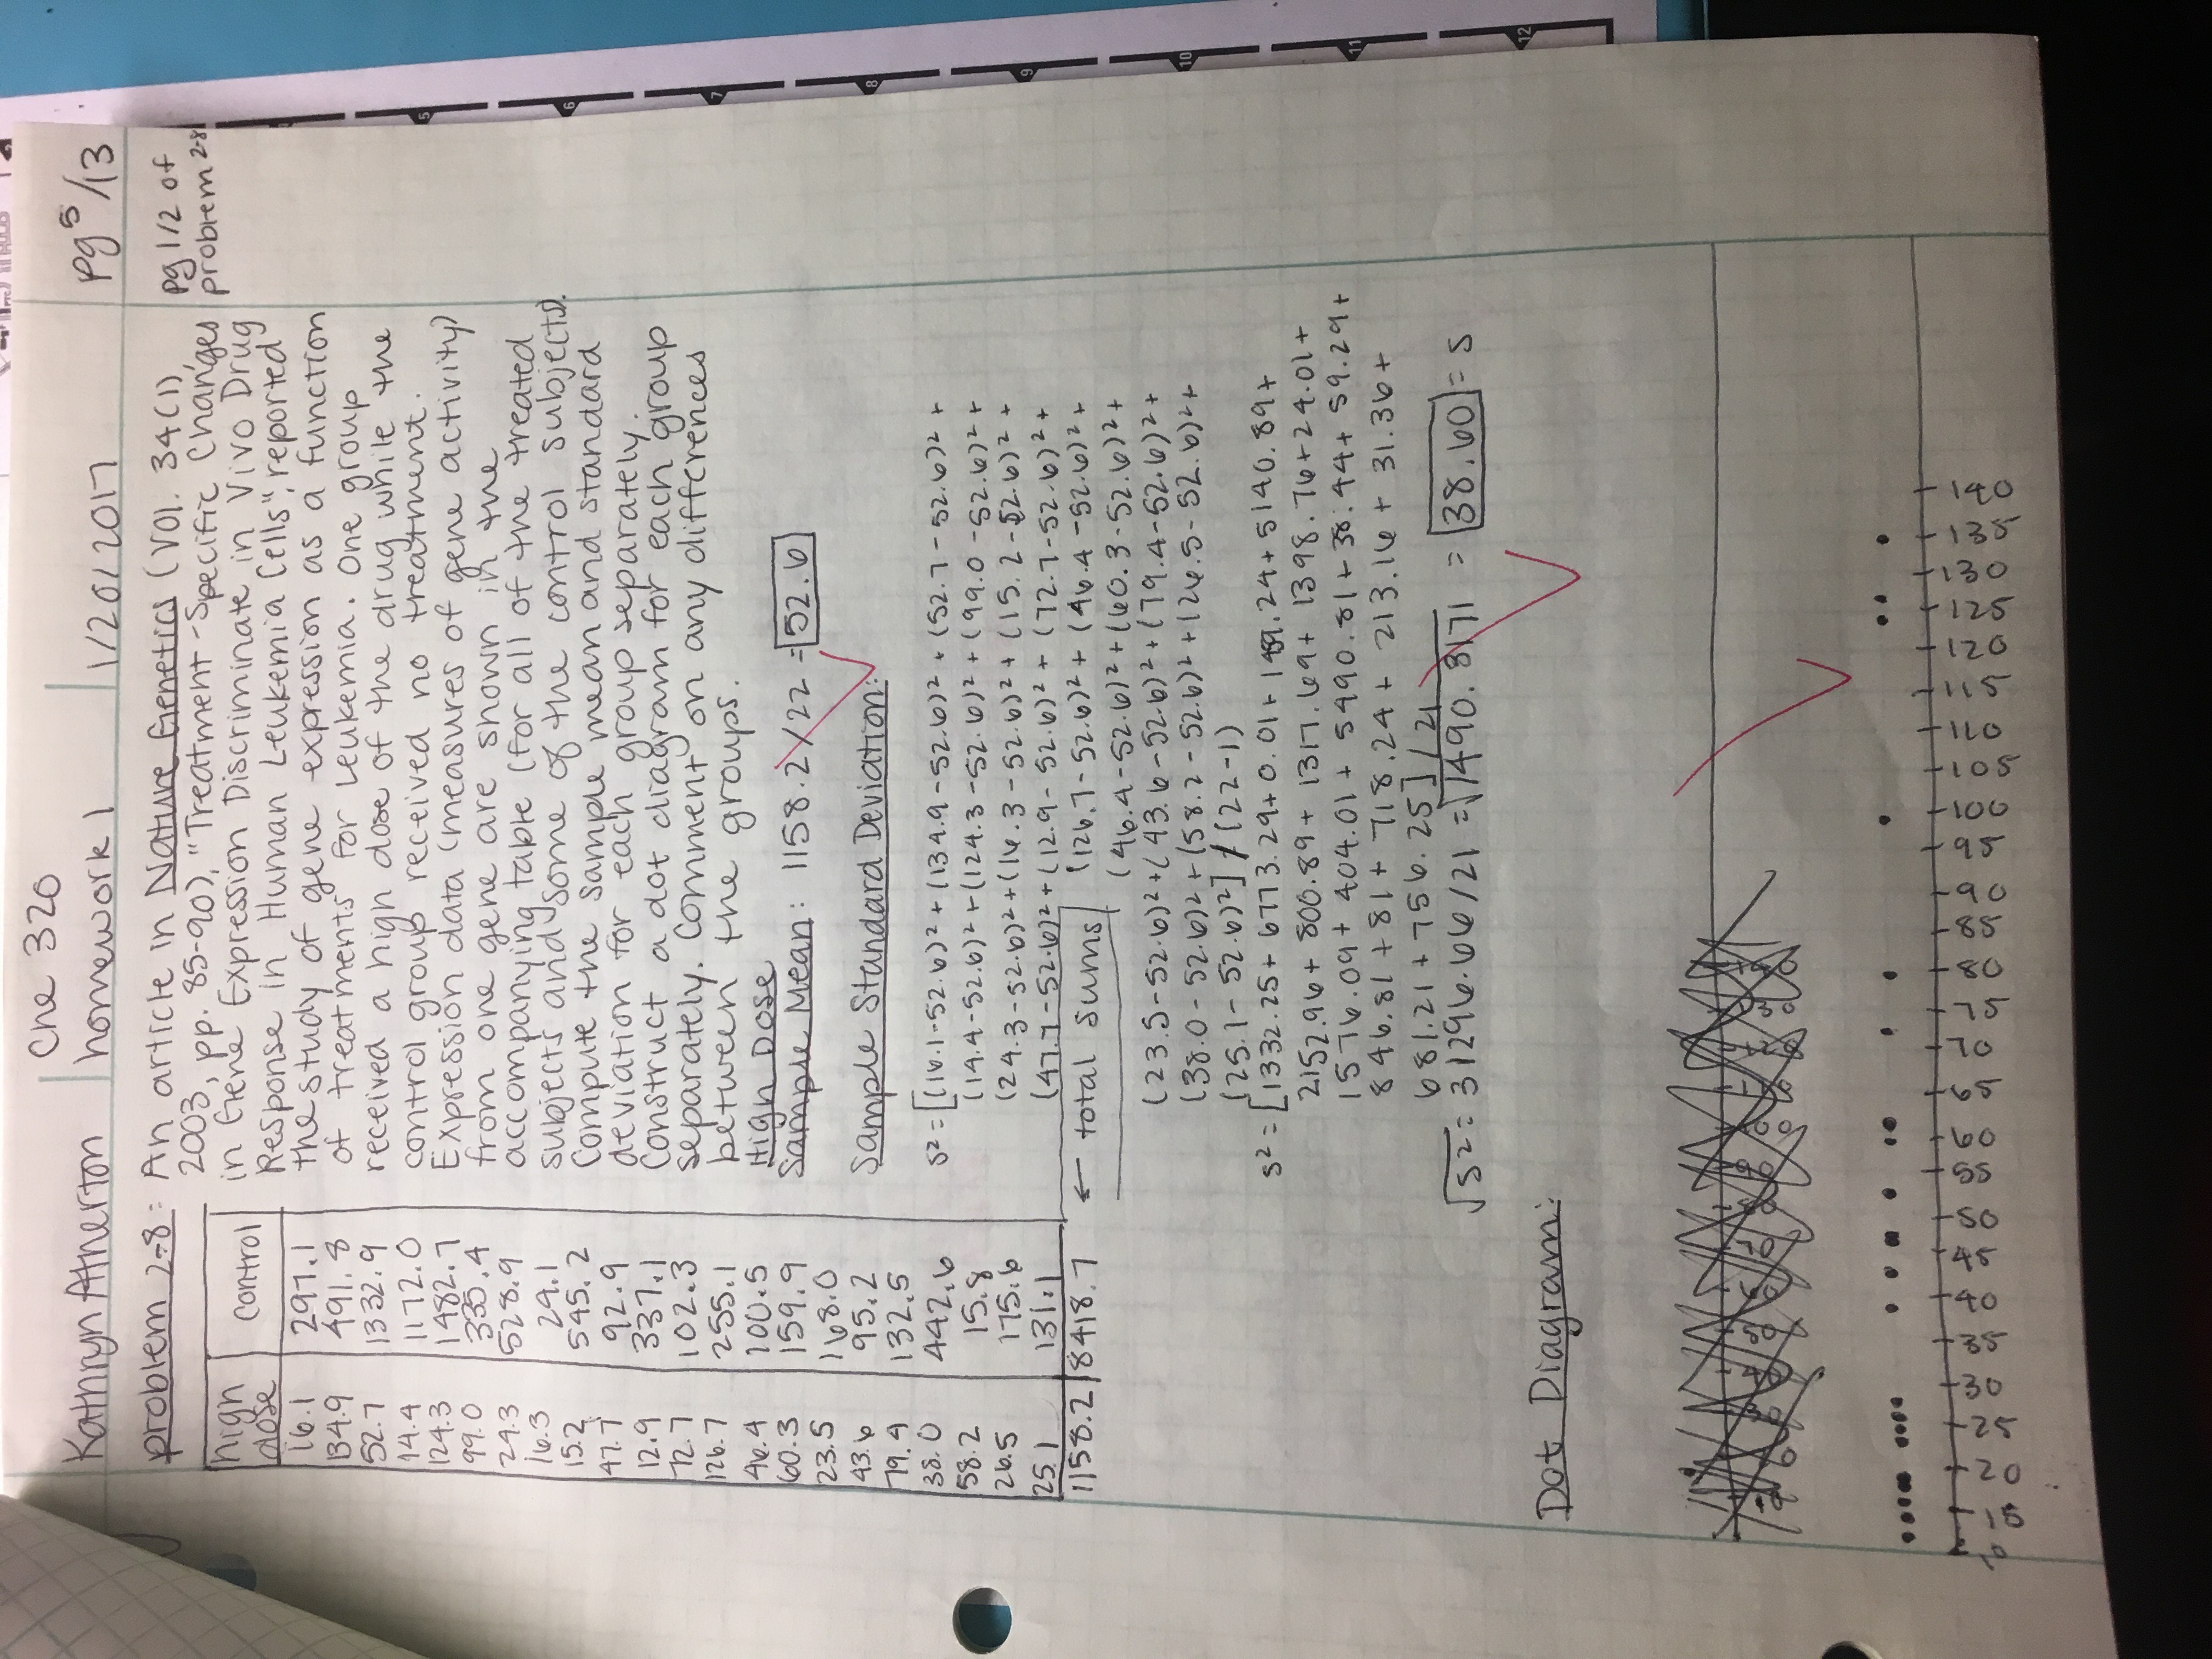 Che 320
Kathryn Atherton homework 1 1/20/2017 pg 5/13
problem 2-8: An article in Nature Genetics (Vol. 34(1), pg 1/2 of
2003, pp. 85-90), "Treatment-Specific Changes problem 2-8
in Gene Expression Discriminate in Vivo Drug
Response in Human Leukemia Cells", reported
the study of gene expression as a function
of treatments for Leukemia. One group
received a high dose of the drug while the
control group received no treatment.
Expression data (measures of gene activity)
from one gene are shown in the
accompanying table (for all of the treated
subjects and some of the control subjects).
Compute the sample mean and standard
deviation for each group separately.
Construct a dot diagram for each group
separately. Comment on any differences
between the groups.
high dose control
16.1 297.1
134.9 491.8
52.7 1332.9
14.4 1172.0
124.3 1482.7
99.0 335.4
24.3 528.9
16.3 24.1
15.2 545.2
47.7 92.9
12.9 337.1
72.7 102.3
126.7 255.1
46.4 100.5
60.3 159.9
23.5 168.0
43.6 95.2
79.4 132.5
38.0 442.6
58.2 15.8
26.5 175.6
25.1 131.1
1158.2 8418.7 ← total sums
High Dose
Sample Mean: 1158.2/22 = 52.6
Sample Standard Deviation:
s² = [(16.1-52.6)² + (134.9-52.6)² + (52.7-52.6)² +
(14.4-52.6)² + (124.3-52.6)² + (99.0-52.6)² +
(24.3-52.6)² + (16.3-52.6)² + (15.2-52.6)² +
(47.7-52.6)² + (12.9-52.6)² + (72.7-52.6)² +
(126.7-52.6)² + (46.4-52.6)² +
(46.4-52.6)² + (60.3-52.6)² +
(23.5-52.6)² + (43.6-52.6)² + (79.4-52.6)² +
(38.0-52.6)² + (58.2-52.6)² + (26.5-52.6)² +
(25.1-52.6)²] / (22-1)
s² = [1332.25 + 6773.29 + 0.01 + 1459.24 + 5140.89 +
2152.96 + 800.89 + 1317.69 + 1398.76 + 24.01 +
1576.09 + 404.01 + 5490.81 + 38.44 + 59.29 +
846.81 + 81 + 718.24 + 213.16 + 31.36 +
681.21 + 756.25] / 21
√s² = 31296.66/21 = √1490.3171 = 38.60 = s
Dot Diagram:
10 15 20 25 30 35 40 45 50 55 60 65 70 75 80 85 90 95 100 105 110 115 120 125 130 135 140
5
6
7
8
9
10
11
12